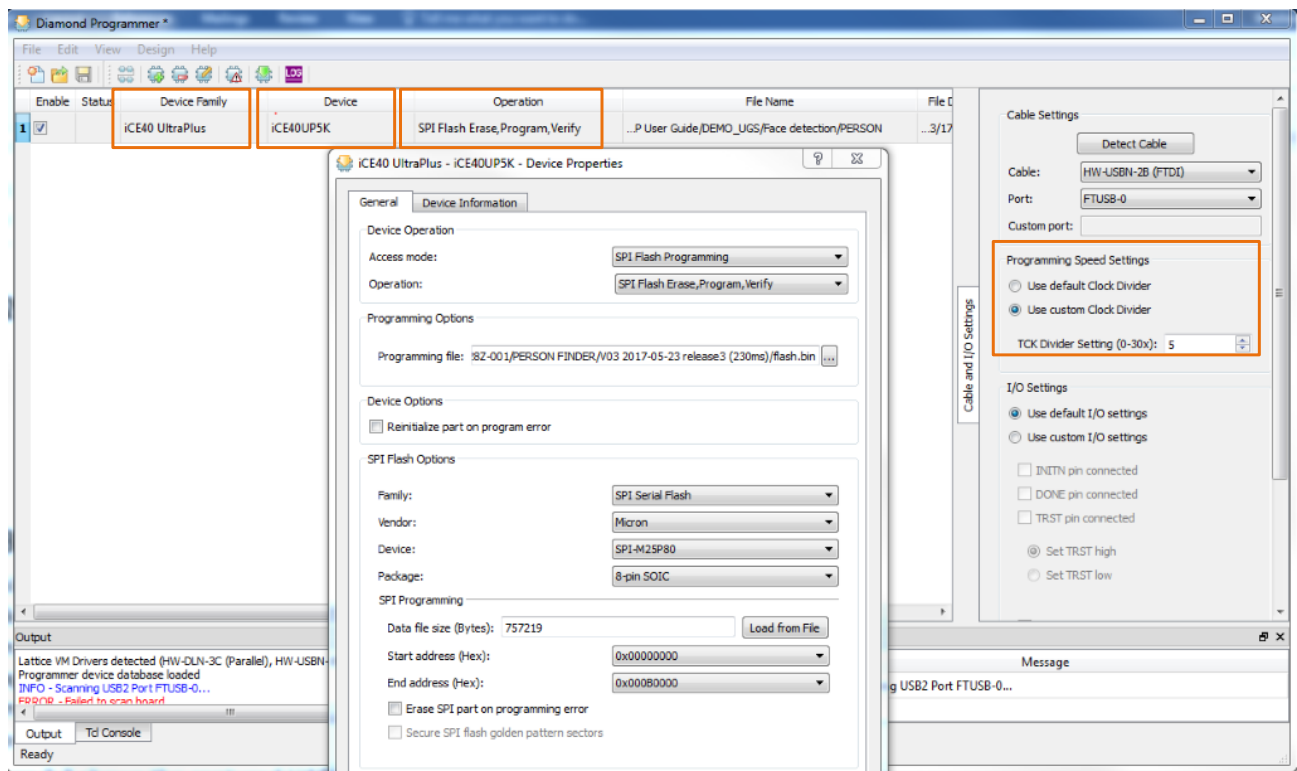 Diamond Programmer *
File Edit View Design Help
LOG
Enable Status Device Family Device Operation File Name File D
1 iCE40 UltraPlus iCE40UP5K SPI Flash Erase,Program,Verify ...P User Guide/DEMO_UGS/Face detection/PERSON ...3/17
iCE40 UltraPlus - iCE40UP5K - Device Properties
General Device Information
Device Operation
Access mode: SPI Flash Programming
Operation: SPI Flash Erase,Program,Verify
Programming Options
Programming file: 82-001/PERSON FINDER/V03 2017-05-23 release3 (230ms)/flash.bin ...
Device Options
Reinitialize part on program error
SPI Flash Options
Family: SPI Serial Flash
Vendor: Micron
Device: SPI-M25P80
Package: 8-pin SOIC
SPI Programming
Data file size (Bytes): 757219 Load from File
Start address (Hex): 0x00000000
End address (Hex): 0x000B0000
Erase SPI part on programming error
Secure SPI flash golden pattern sectors
Cable and I/O Settings
Cable Settings
Detect Cable
Cable: HW-USBN-2B (FTDI)
Port: FTUSB-0
Custom port:
Programming Speed Settings
Use default Clock Divider
Use custom Clock Divider
TCK Divider Setting (0-30x): 5
I/O Settings
Use default I/O settings
Use custom I/O settings
INITN pin connected
DONE pin connected
TRST pin connected
Set TRST high
Set TRST low
Output
Lattice VM Drivers detected (HW-DLN-3C (Parallel), HW-USBN-
Programmer device database loaded
INFO - Scanning USB2 Port FTUSB-0...
ERROR - Failed to scan board
Message
g USB2 Port FTUSB-0...
Output Tcl Console
Ready